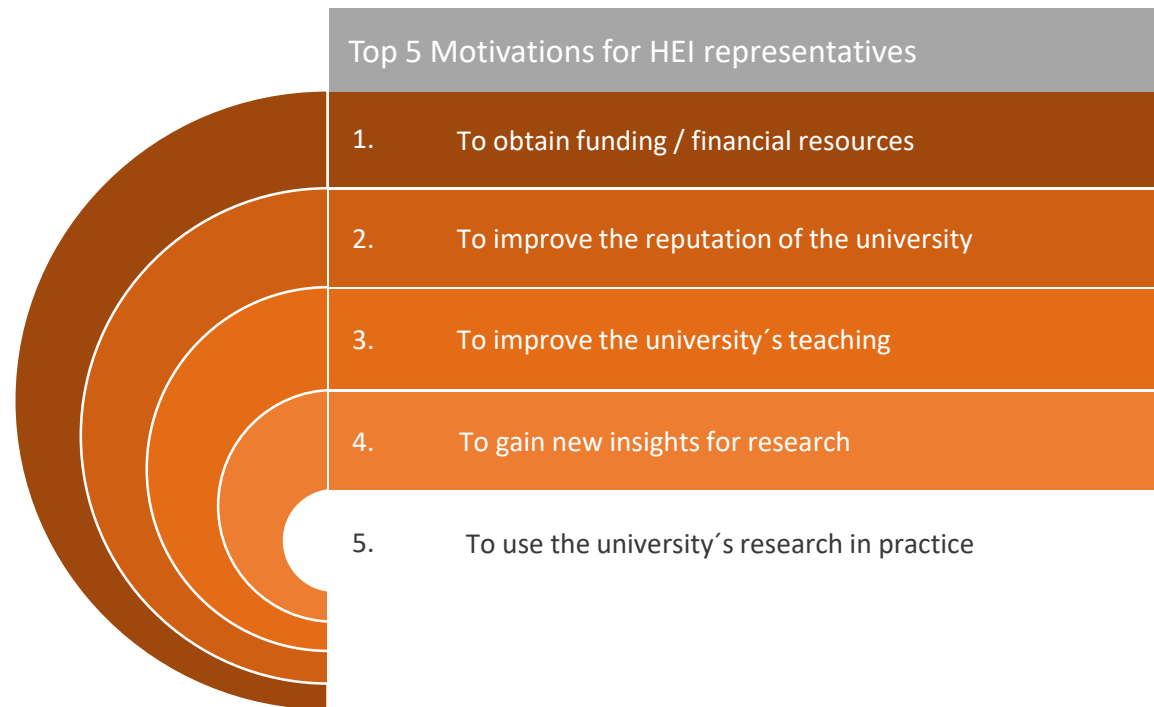 Top 5 Motivations for HEI representatives
1. To obtain funding / financial resources
2. To improve the reputation of the university
3. To improve the university´s teaching
4. To gain new insights for research
5. To use the university´s research in practice